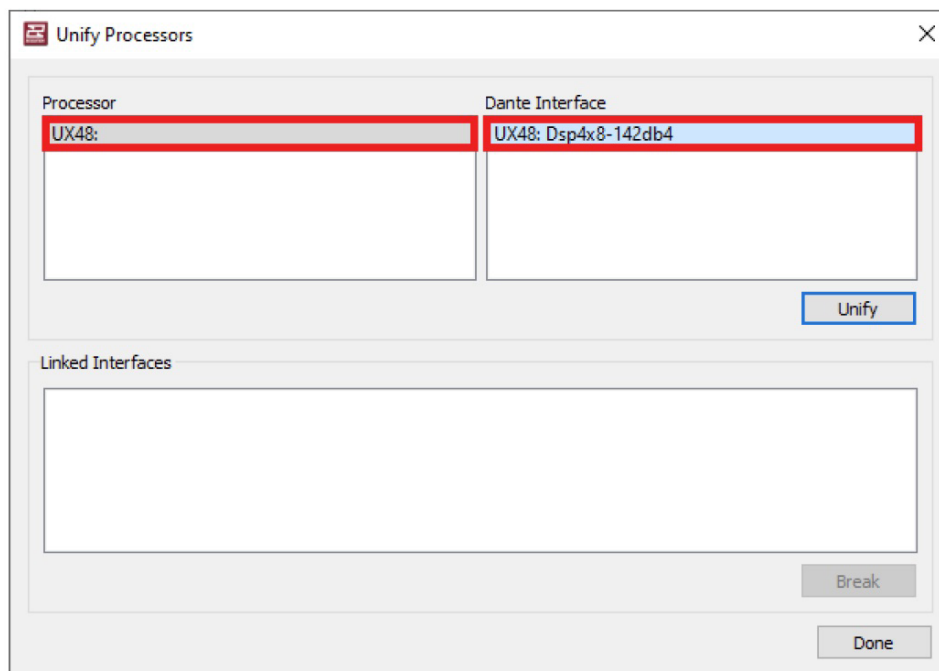 Unify Processors
Processor
Dante Interface
UX48:
UX48: Dsp4x8-142db4
Unify
Linked Interfaces
Break
Done